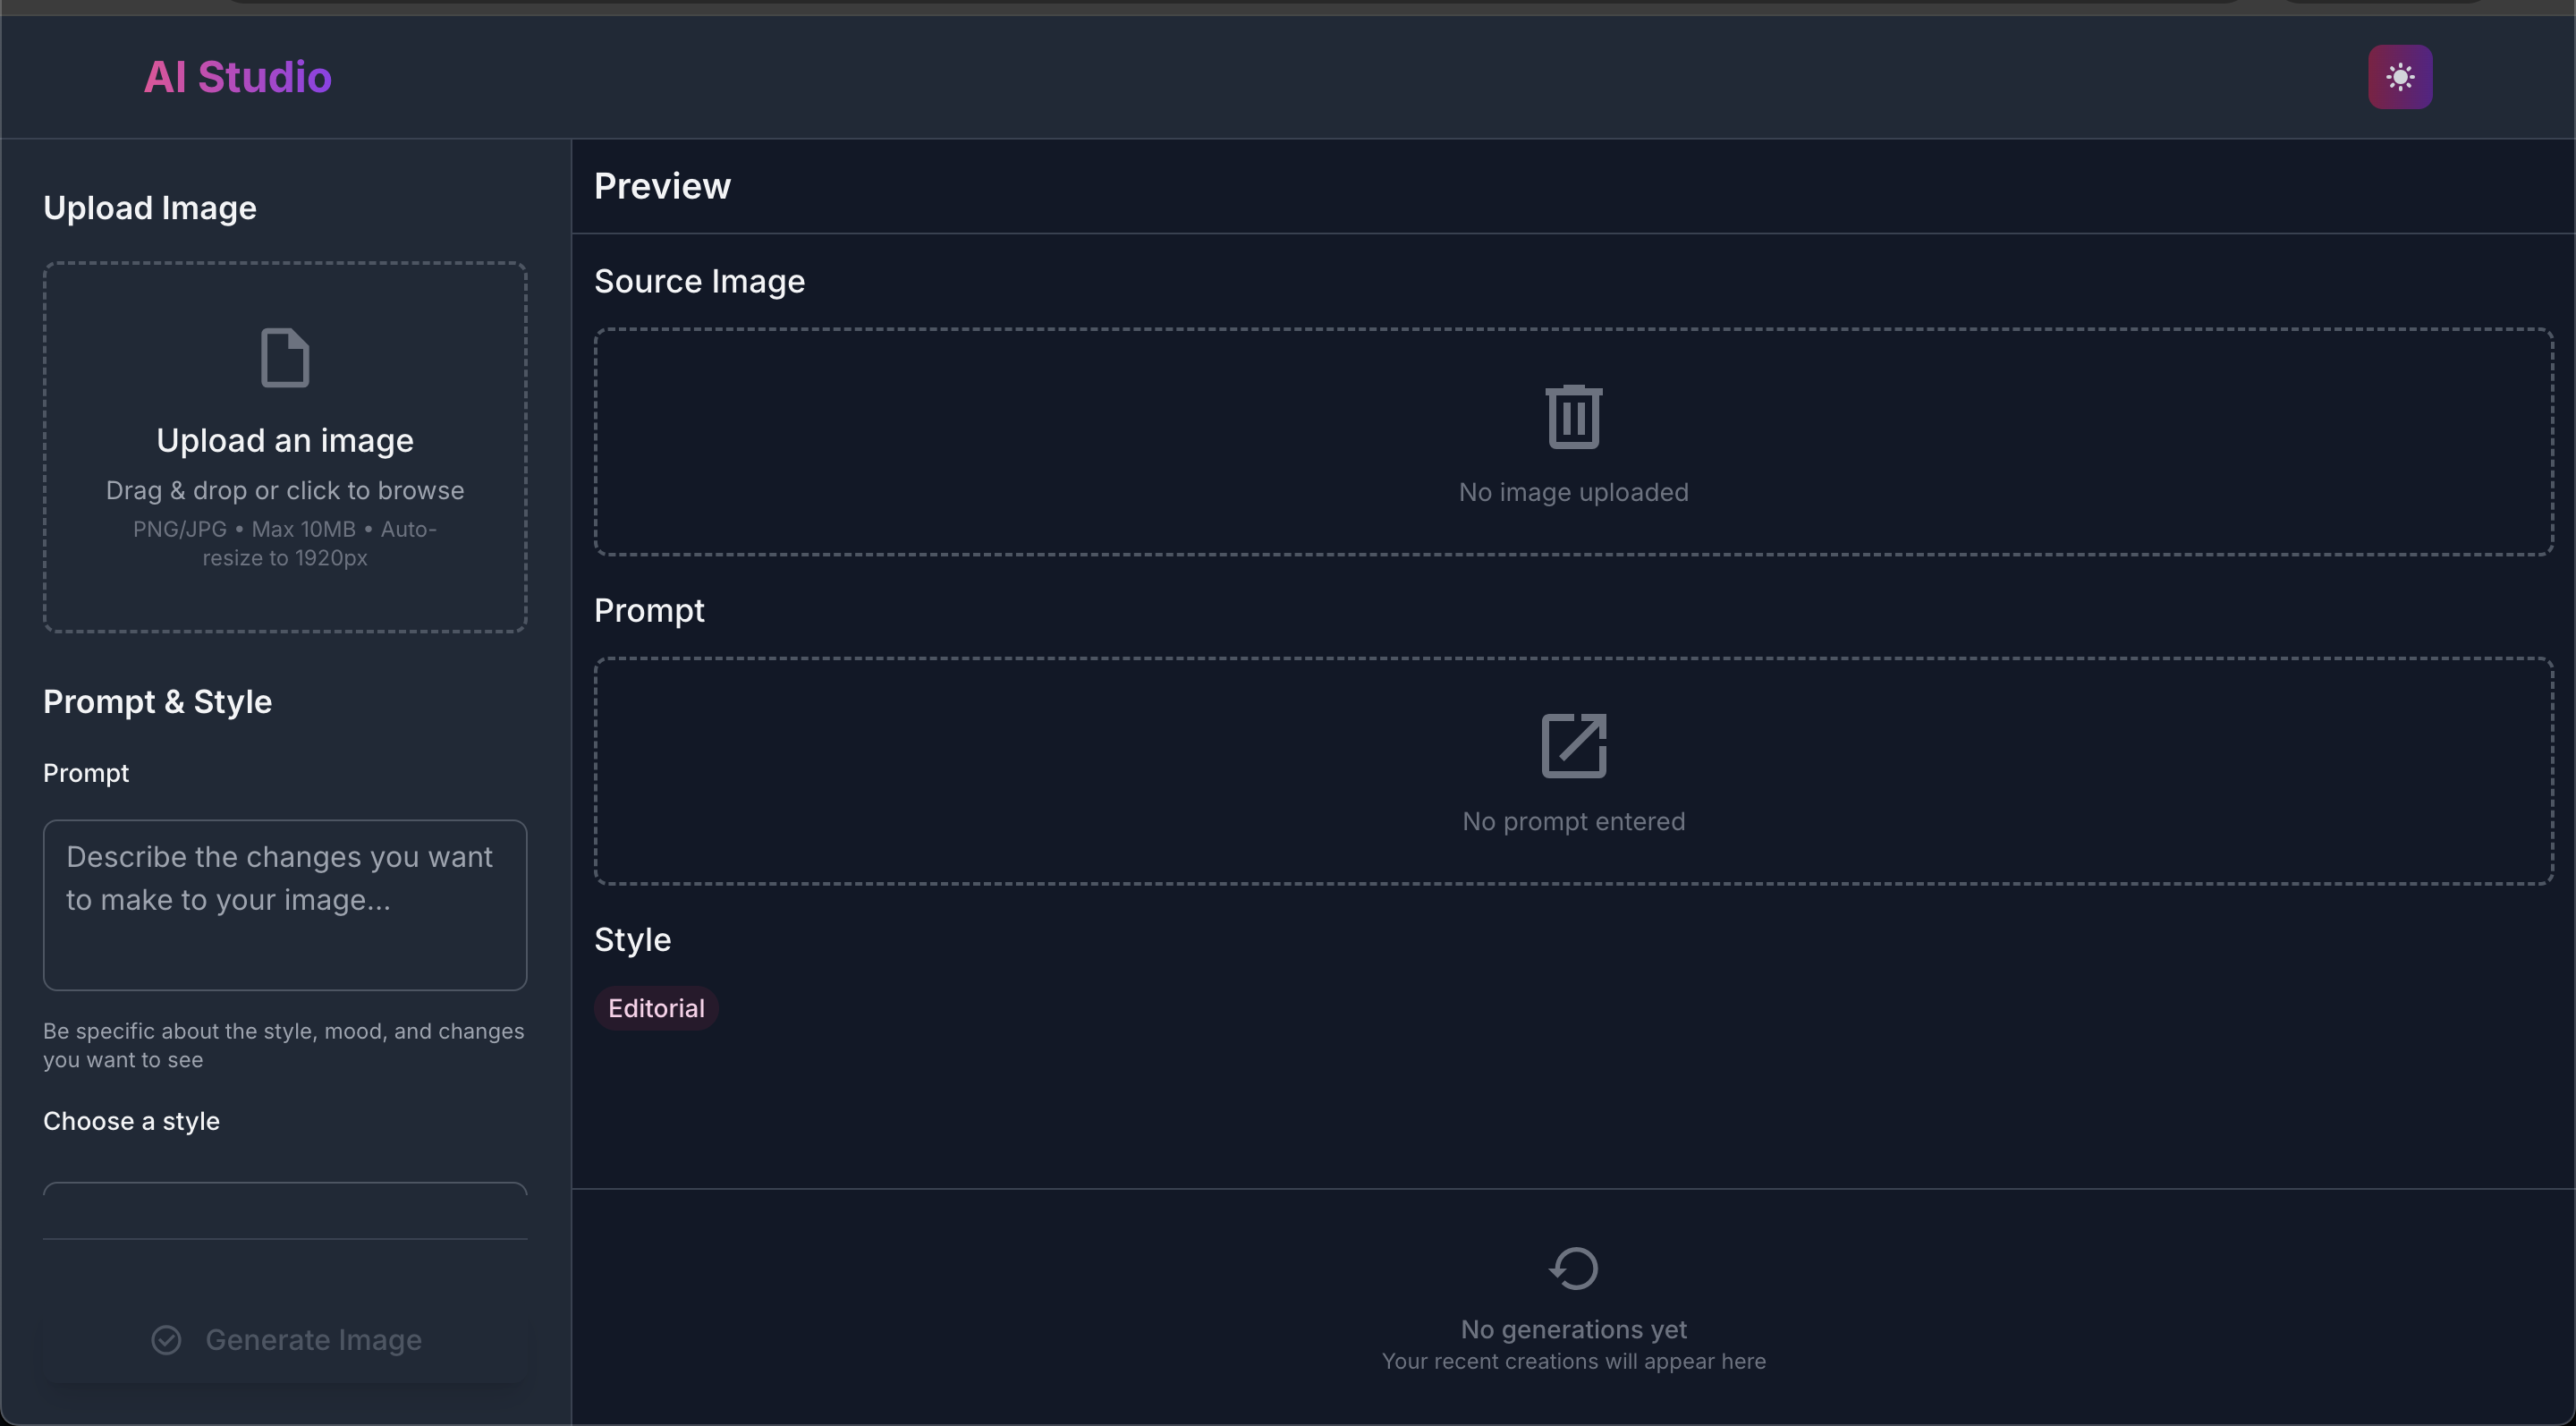 AI Studio
Upload Image
Upload an image
Drag & drop or click to browse
PNG/JPG • Max 10MB • Auto-
resize to 1920px
Prompt & Style
Prompt
Describe the changes you want
to make to your image...
Be specific about the style, mood, and changes
you want to see
Choose a style
Generate Image
Preview
Source Image
No image uploaded
Prompt
No prompt entered
Style
Editorial
No generations yet
Your recent creations will appear here